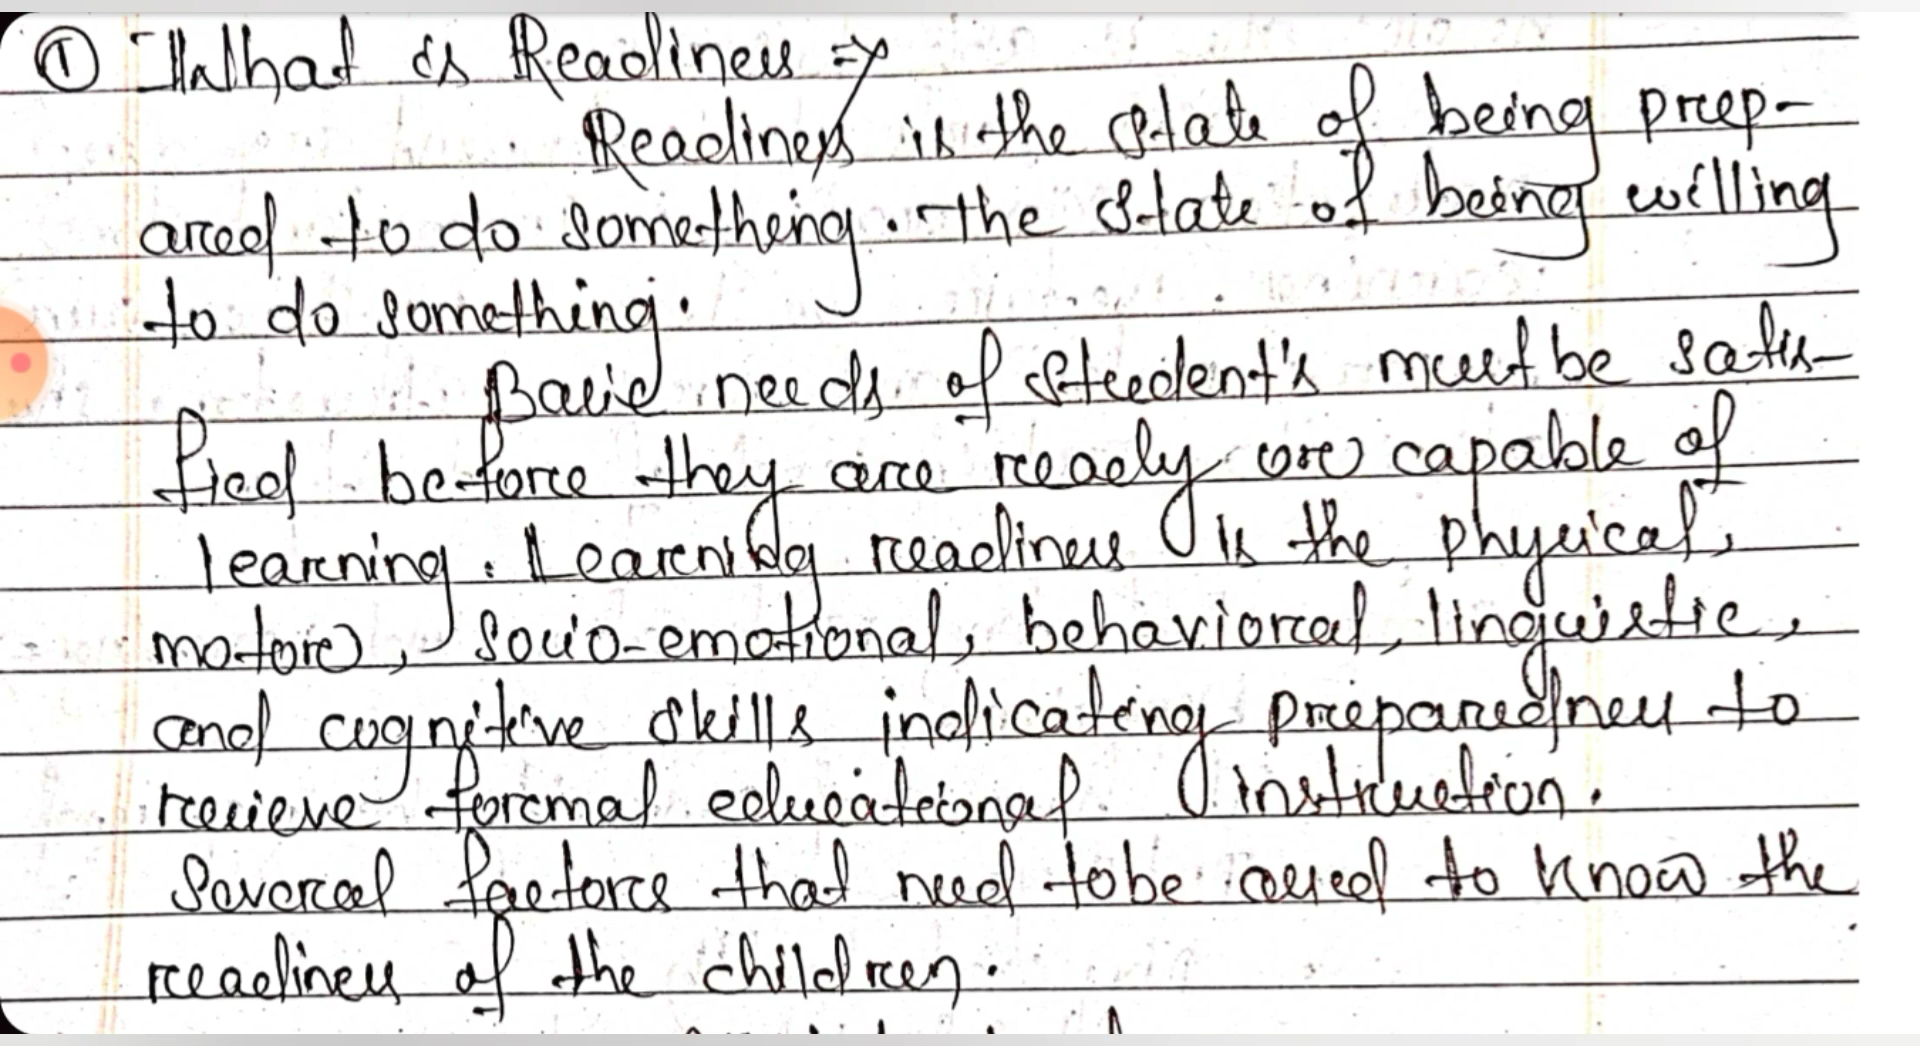 ① What is Readiness ⇒
Readiness is the state of being prep-
ared to do something. The state of being willing
to do something.
Basic needs of student's must be satis-
fied before they are ready or capable of
learning. Learning readiness is the physical,
motor, socio-emotional, behavioral, linguistic,
and cognitive skills indicating preparedness to
recieve formal educational instruction.
Several factors that need tobe used to know the
readiness of the children.